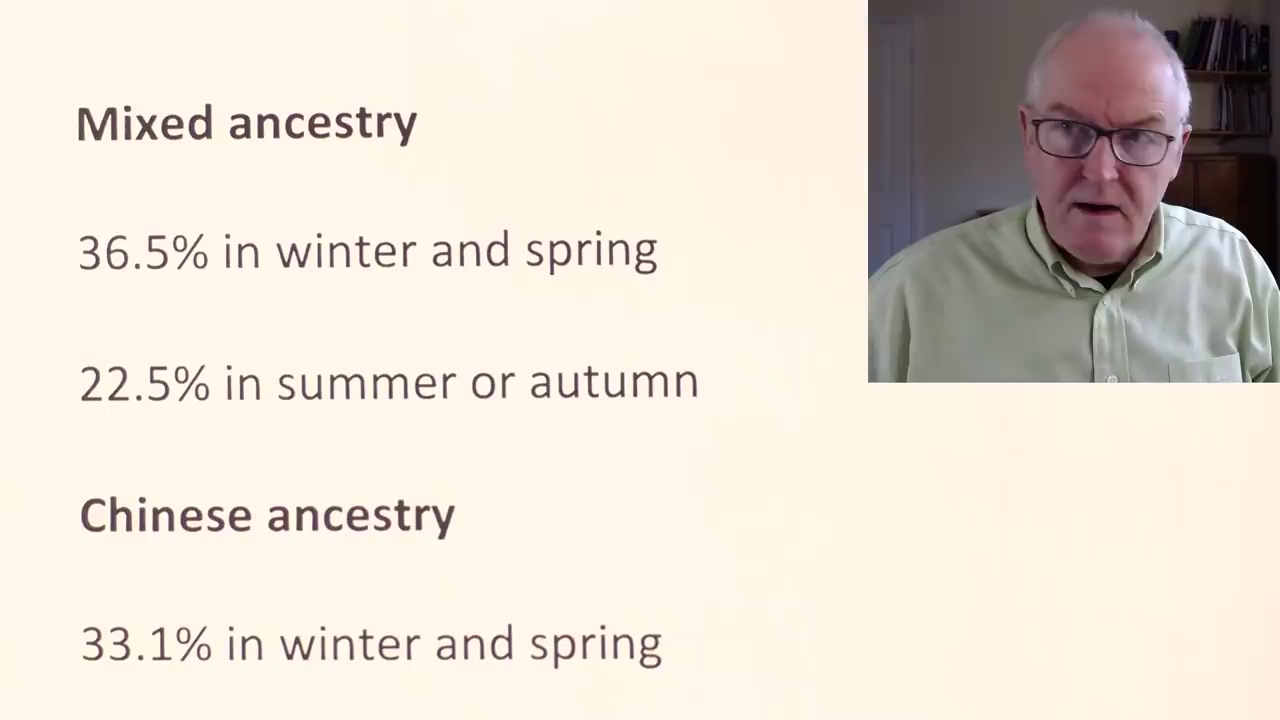 Mixed ancestry
36.5% in winter and spring
22.5% in summer or autumn
Chinese ancestry
33.1% in winter and spring